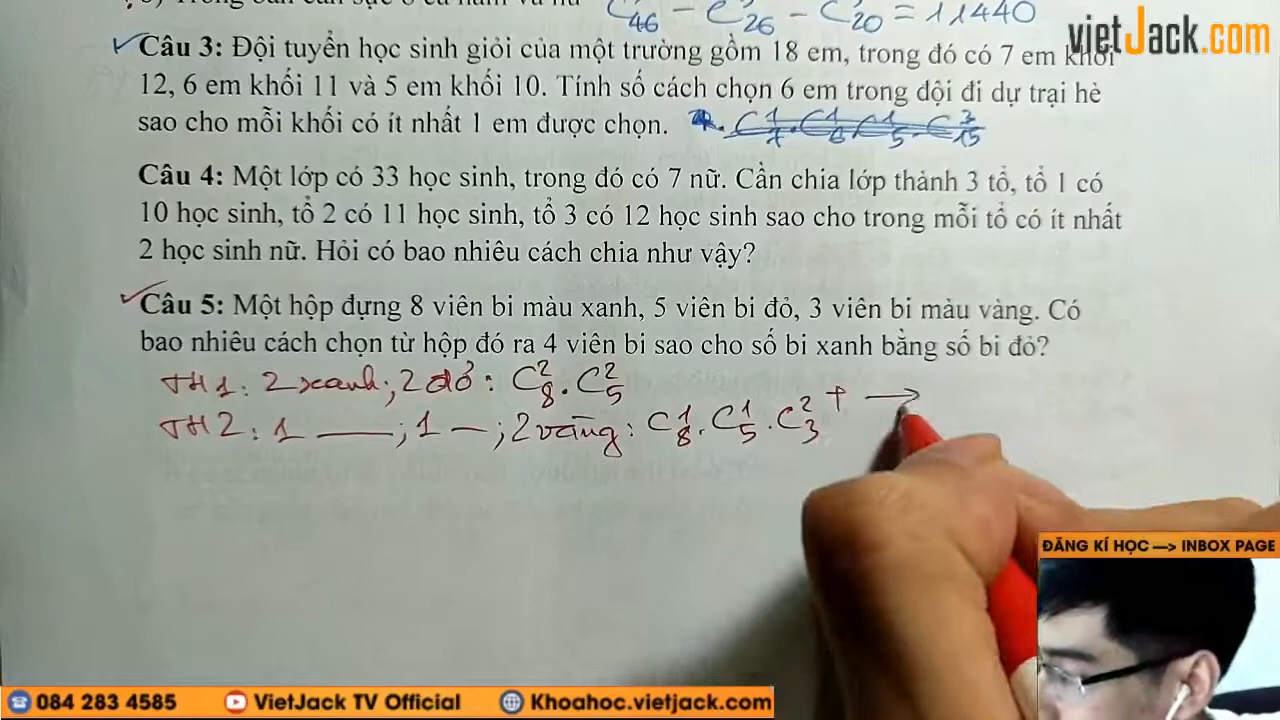 C46 - C26 - C20 = 11440
vietJack.com
Câu 3: Đội tuyển học sinh giỏi của một trường gồm 18 em, trong đó có 7 em khối
12, 6 em khối 11 và 5 em khối 10. Tính số cách chọn 6 em trong đội đi dự trại hè
sao cho mỗi khối có ít nhất 1 em được chọn.
Câu 4: Một lớp có 33 học sinh, trong đó có 7 nữ. Cần chia lớp thành 3 tổ, tổ 1 có
10 học sinh, tổ 2 có 11 học sinh, tổ 3 có 12 học sinh sao cho trong mỗi tổ có ít nhất
2 học sinh nữ. Hỏi có bao nhiêu cách chia như vậy?
Câu 5: Một hộp đựng 8 viên bi màu xanh, 5 viên bi đỏ, 3 viên bi màu vàng. Có
bao nhiêu cách chọn từ hộp đó ra 4 viên bi sao cho số bi xanh bằng số bi đỏ?
TH1: 2 xanh; 2 đỏ: C²₈.C²₅
TH2: 1 —; 1 —; 2 vàng: C¹₈.C¹₅.C²₃ + →
ĐĂNG KÍ HỌC —> INBOX PAGE
084 283 4585 VietJack TV Official Khoahoc.vietjack.com